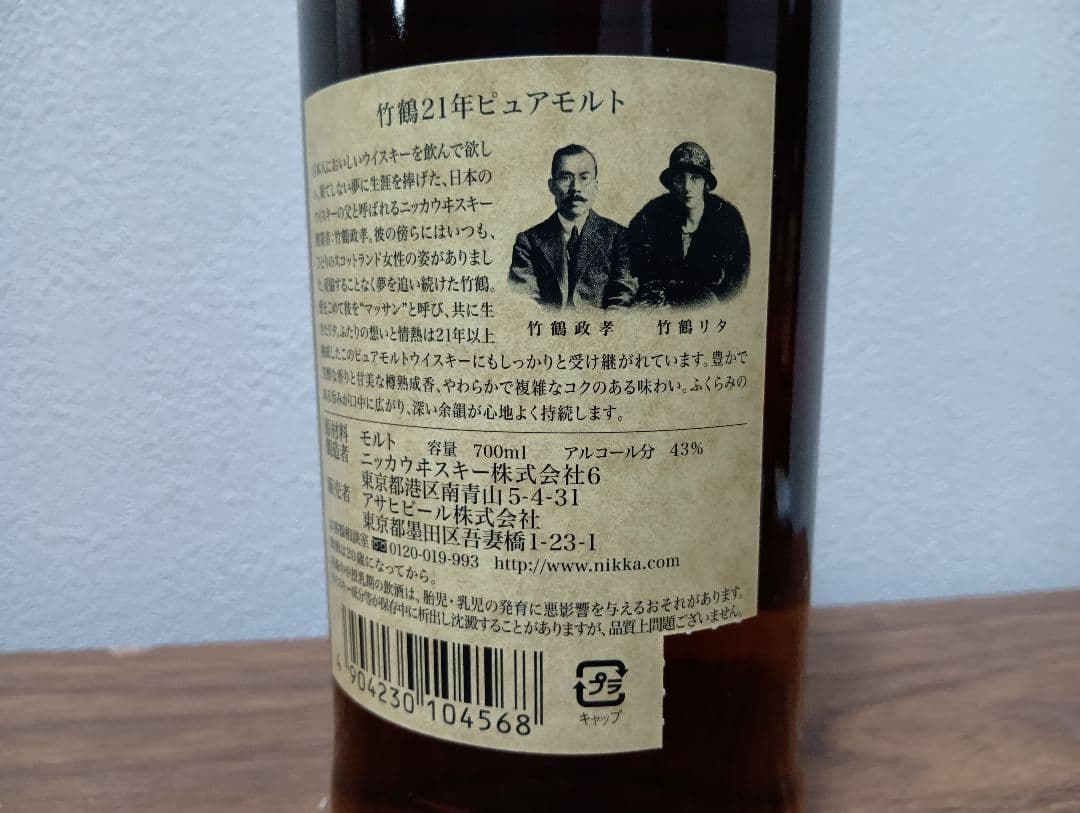 竹鶴21年ピュアモルト
日本人においしいウイスキーを飲んで欲し
い。果てしない夢に生涯を捧げた、日本の
ウイスキーの父と呼ばれるニッカウヰスキー
創業者：竹鶴政孝。彼の傍らにはいつも、
ひとりのスコットランド女性の姿がありまし
することなく夢を追い続けた竹鶴。
愛をこめて彼を“マッサン”と呼び、共に生
きたリタ。ふたりの想いと情熱は21年以上
熟成したこのピュアモルトウイスキーにもしっかりと受け継がれています。豊かで
な香りと甘美な樽熟成香、やわらかで複雑なコクのある味わい。ふくらみの
ある旨みが口中に広がり、深い余韻が心地よく持続します。
竹鶴政孝 竹鶴リタ
原材料 モルト 容量 700ml アルコール分 43%
製造者 ニッカウヰスキー株式会社6
東京都港区南青山5-4-31
販売者 アサヒビール株式会社
東京都墨田区吾妻橋1-23-1
お客様相談室 0120-019-993 http://www.nikka.com
飲酒は20歳になってから。
妊娠中や授乳期の飲酒は、胎児・乳児の発育に悪影響を与えるおそれがあります。
ウイスキー成分等が保存中に析出し沈澱することがありますが、品質上問題ございません。
4 904230 104568
プラ
キャップ